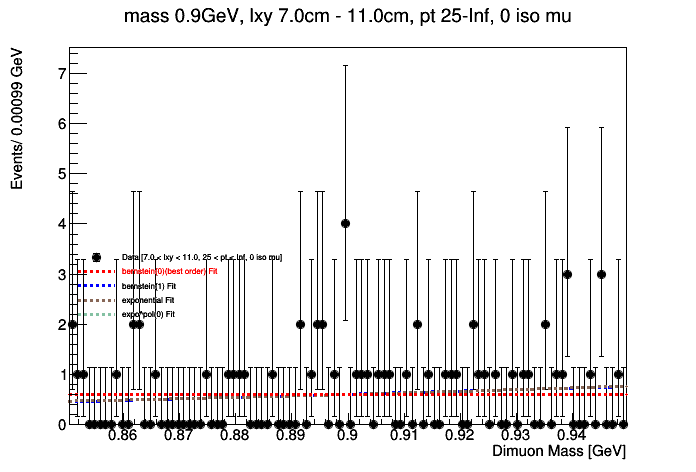 mass 0.9GeV, lxy 7.0cm - 11.0cm, pt 25-Inf, 0 iso mu
Events/ 0.00099 GeV
7
6
5
4
3
2
1
0
Data [7.0 < lxy < 11.0, 25 < pt < Inf, 0 iso mu]
bernstein[0](best order) Fit
bernstein[1] Fit
exponential Fit
expo*pol(0) Fit
0.86 0.87 0.88 0.89 0.9 0.91 0.92 0.93 0.94
Dimuon Mass [GeV]